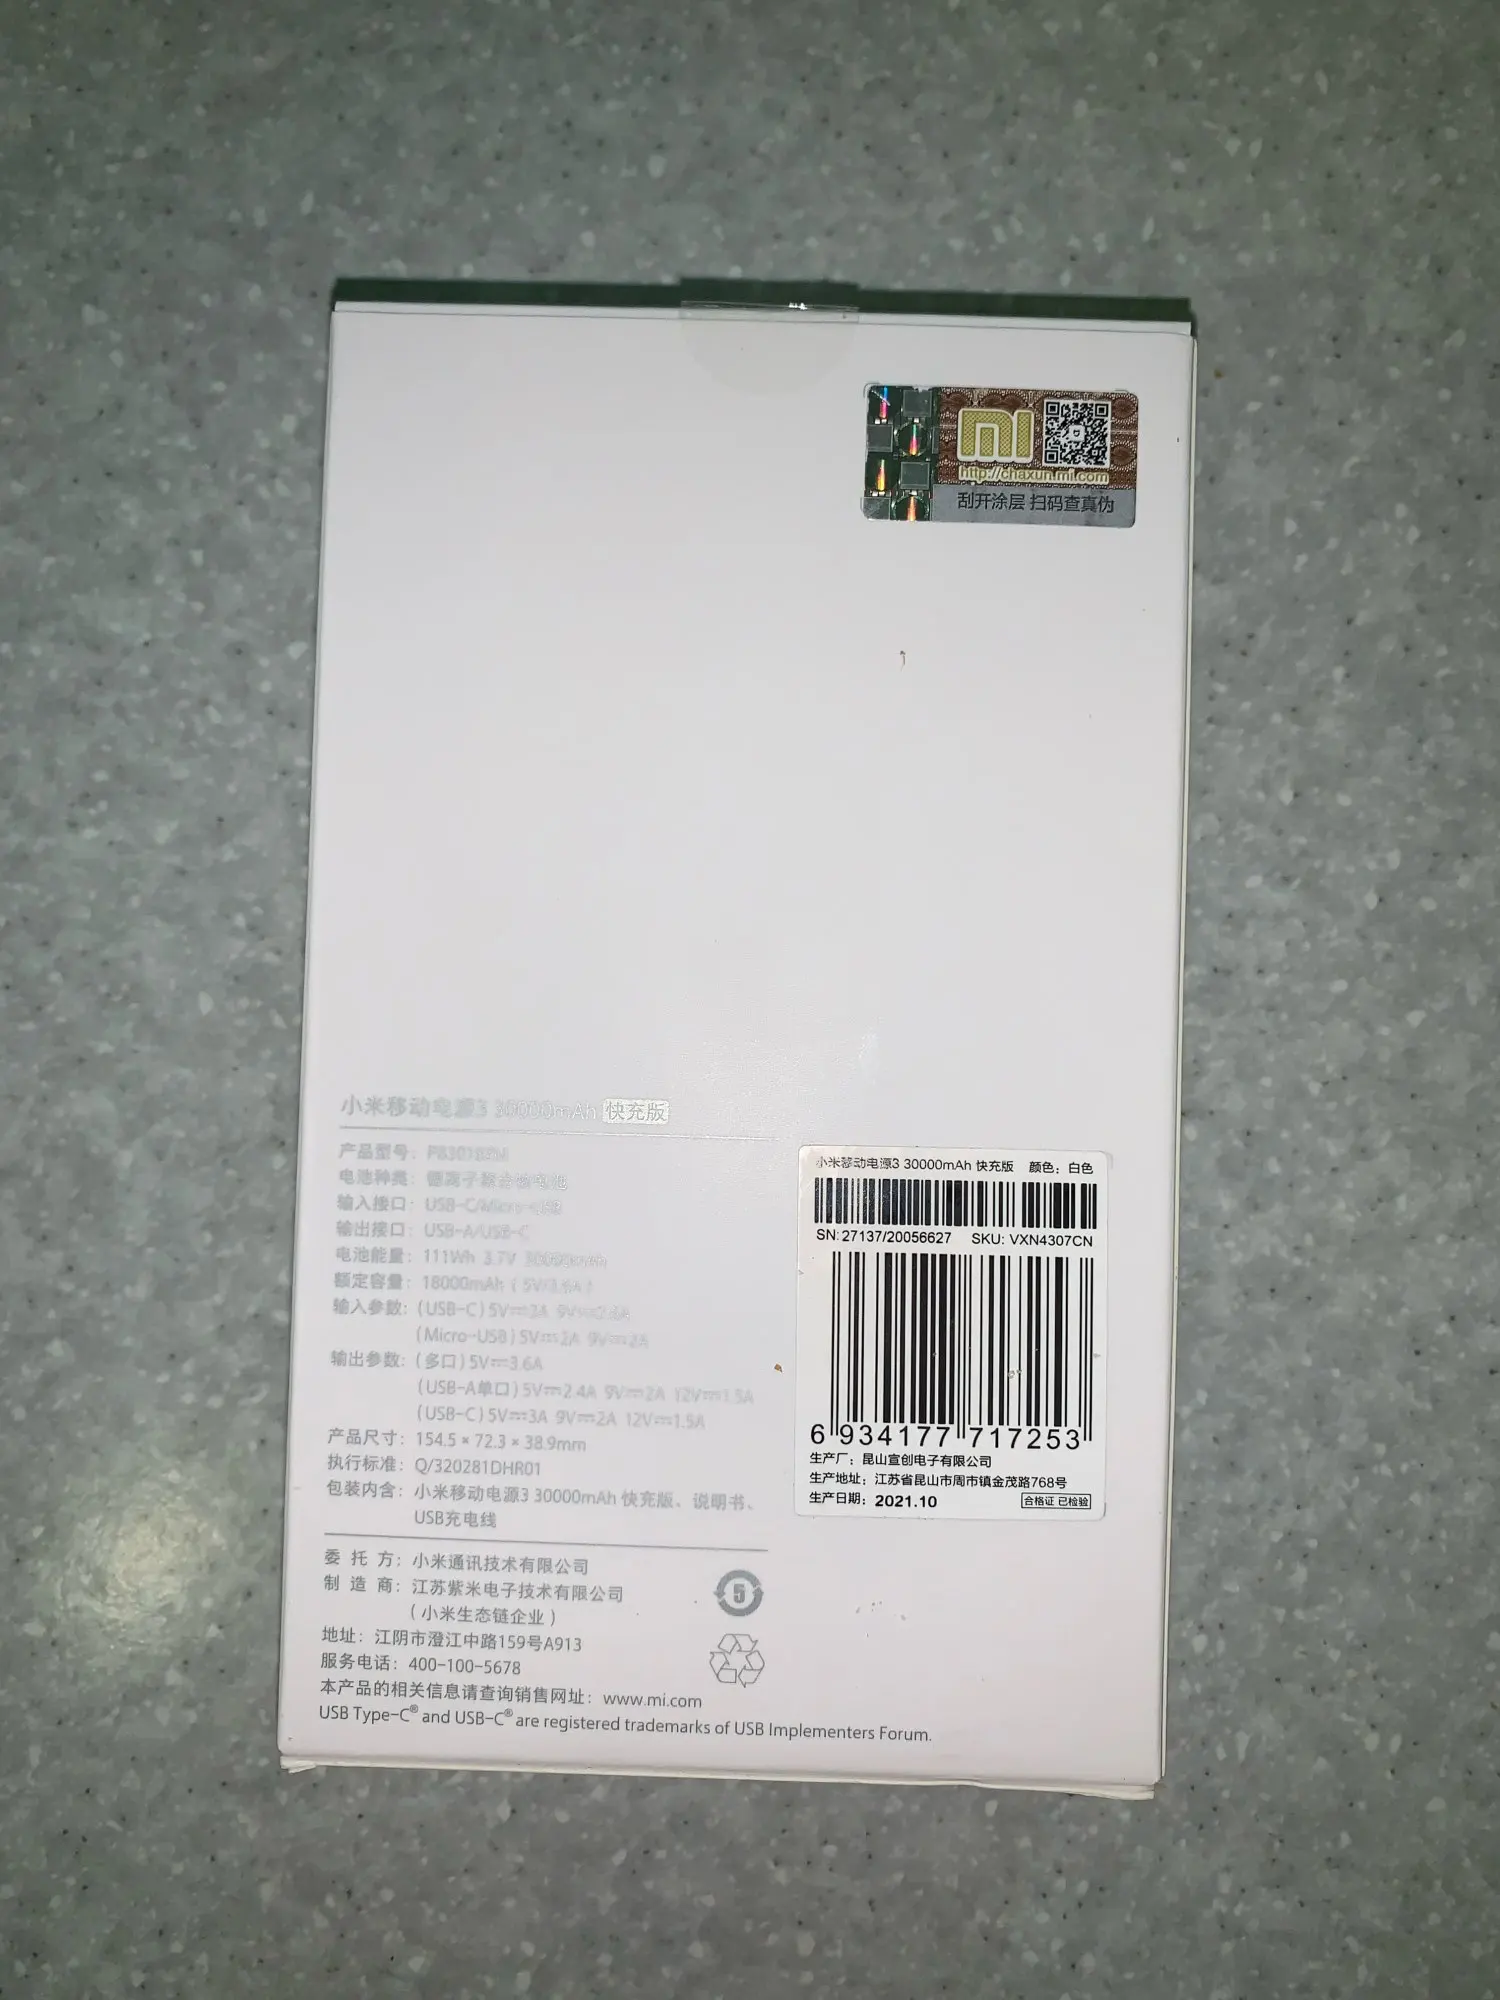 mi
http://chaxun.mi.com
刮开涂层 扫码查真伪
小米移动电源3 30000mAh 快充版
产品型号：
电池种类：锂离子聚合物电池
输入接口：USB-C/Micro-USB
输出接口：USB-A/USB-C
电池能量：111Wh 3.7V 30000mAh
额定容量：18000mAh（5V/3.6A）
输入参数：（USB-C）5V⎓3A 9V⎓2.6A
（Micro-USB）5V⎓2A 9V⎓2A
输出参数：（多口）5V⎓3.6A
（USB-A单口）5V⎓2.4A 9V⎓2A 12V⎓1.5A
（USB-C）5V⎓3A 9V⎓2A 12V⎓1.5A
产品尺寸：154.5 × 72.3 × 38.9mm
执行标准：Q/320281DHR01
包装内含：小米移动电源3 30000mAh 快充版、说明书、
USB充电线
委 托 方：小米通讯技术有限公司
制 造 商：江苏紫米电子技术有限公司
（小米生态链企业）
地址：江阴市澄江中路159号A913
服务电话：400-100-5678
本产品的相关信息请查询销售网址：www.mi.com
USB Type-C® and USB-C® are registered trademarks of USB Implementers Forum.
5
小米移动电源3 30000mAh 快充版 颜色：白色
SN: 27137/20056627 SKU: VXN4307CN
6 934177 717253
生产厂：昆山宣创电子有限公司
生产地址：江苏省昆山市周市镇金茂路768号
生产日期：2021.10 合格证 已检验